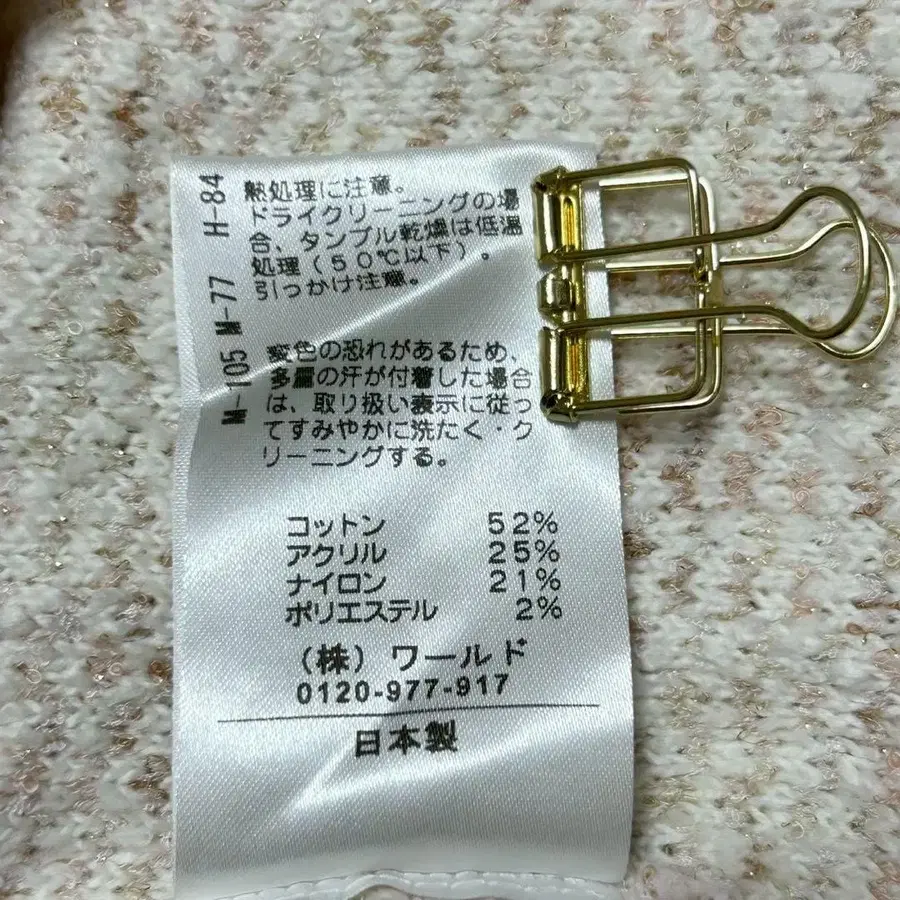 H-84
M-77
M-105
熱処理に注意。
ドライクリーニングの場
合、タンブル乾燥は低温
処理(50℃以下)。
引っかけ注意。
変色の恐れがあるため、
多量の汗が付着した場合
は、取り扱い表示に従っ
てすみやかに洗たく・ク
リーニングする。
コットン 52%
アクリル 25%
ナイロン 21%
ポリエステル 2%
(株)ワールド
0120-977-917
日本製